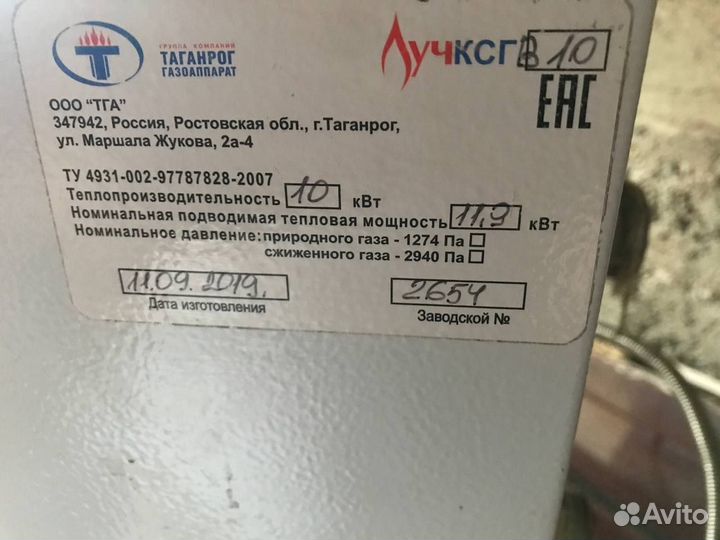 ГРУППА КОМПАНИЙ
ТАГАНРОГ
ГАЗОАППАРАТ
ЛучКСГВ 10
EAC
ООО "ТГА"
347942, Россия, Ростовская обл., г.Таганрог,
ул. Маршала Жукова, 2а-4
ТУ 4931-002-97787828-2007
Теплопроизводительность 10 кВт
Номинальная подводимая тепловая мощность 11,9 кВт
Номинальное давление: природного газа - 1274 Па
сжиженного газа - 2940 Па
11.09.2019.
Дата изготовления
2654
Заводской №
Avito